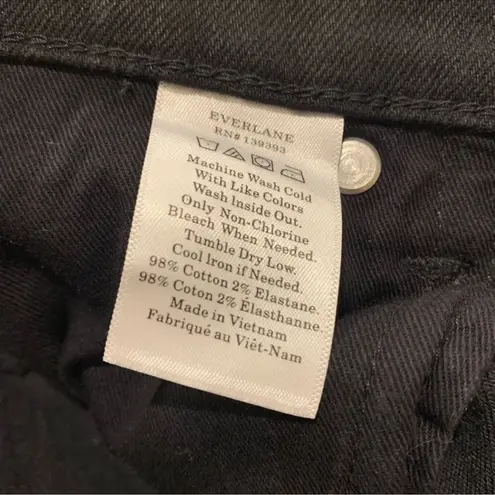 EVERLANE
RN# 139393
Machine Wash Cold
With Like Colors
Wash Inside Out.
Only Non-Chlorine
Bleach When Needed.
Tumble Dry Low.
Cool Iron if Needed.
98% Cotton 2% Elastane.
98% Coton 2% Élasthanne
Made in Vietnam
Fabriqué au Viêt-Nam